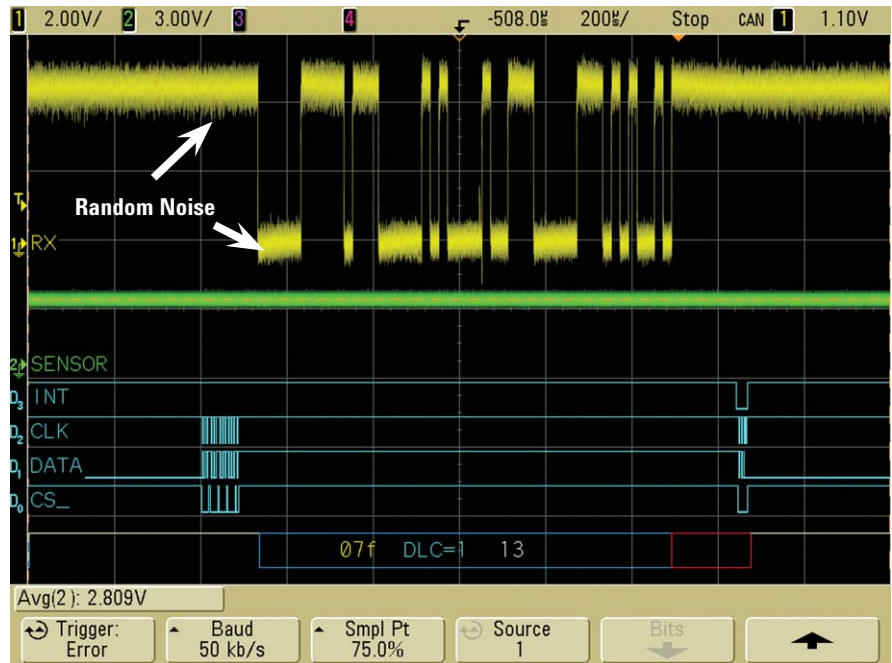 1 2.00V/ 2 3.00V/ 3 4 -508.0µs 200µs/ Stop CAN 1 1.10V
Random Noise
T
1 RX
2 SENSOR
D3 INT
D2 CLK
D1 DATA
D0 CS_
07f DLC=1 13
Avg(2): 2.809V
Trigger: Error
Baud 50 kb/s
Smpl Pt 75.0%
Source 1
Bits